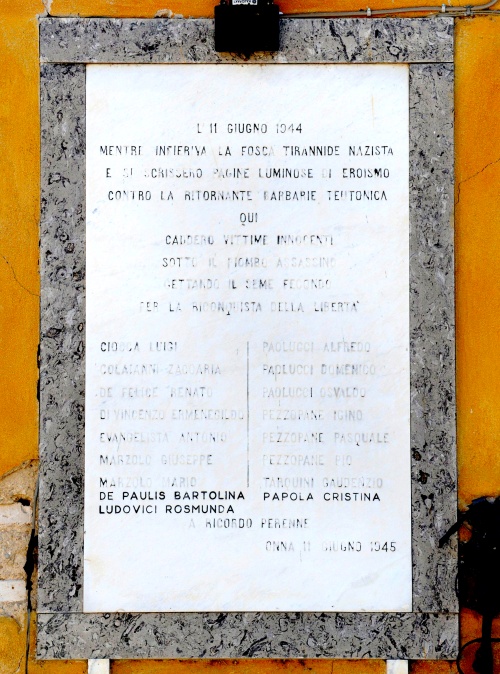 L'11 GIUGNO 1944
MENTRE INFIERIVA LA FOSCA TIRANNIDE NAZISTA
E SI SCRISSERO PAGINE LUMINOSE DI EROISMO
CONTRO LA RITORNANTE BARBARIE TEUTONICA
QUI
CADDERO VITTIME INNOCENTI
SOTTO IL PIOMBO ASSASSINO
GETTANDO IL SEME FECONDO
PER LA RICONQUISTA DELLA LIBERTA'
CIOCCA LUIGI
COLAIANNI ZACCARIA
DE FELICE RENATO
DI VINCENZO ERMENEGILDO
EVANGELISTA ANTONIO
MARZOLO GIUSEPPE
MARZOLO MARIO
DE PAULIS BARTOLINA
LUDOVICI ROSMUNDA
PAOLUCCI ALFREDO
PAOLUCCI DOMENICO
PAOLUCCI OSVALDO
PEZZOPANE IGINO
PEZZOPANE PASQUALE
PEZZOPANE PIO
TARQUINI GAUDENZIO
PAPOLA CRISTINA
A RICORDO PERENNE
ONNA 11 GIUGNO 1945